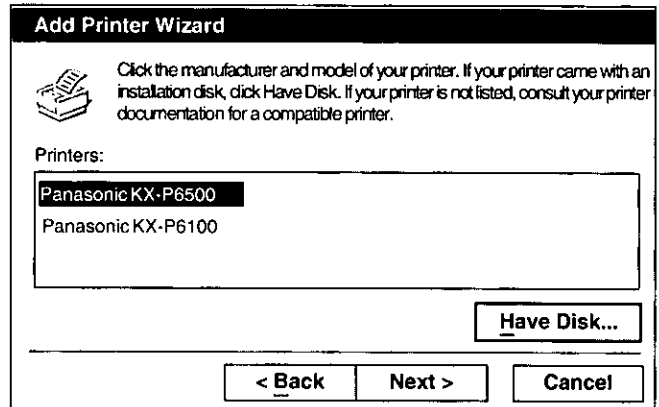 Add Printer Wizard
Click the manufacturer and model of your printer. If your printer came with an
installation disk, click Have Disk. If your printer is not listed, consult your printer
documentation for a compatible printer.
Printers:
Panasonic KX-P6500
Panasonic KX-P6100
Have Disk...
< Back Next > Cancel